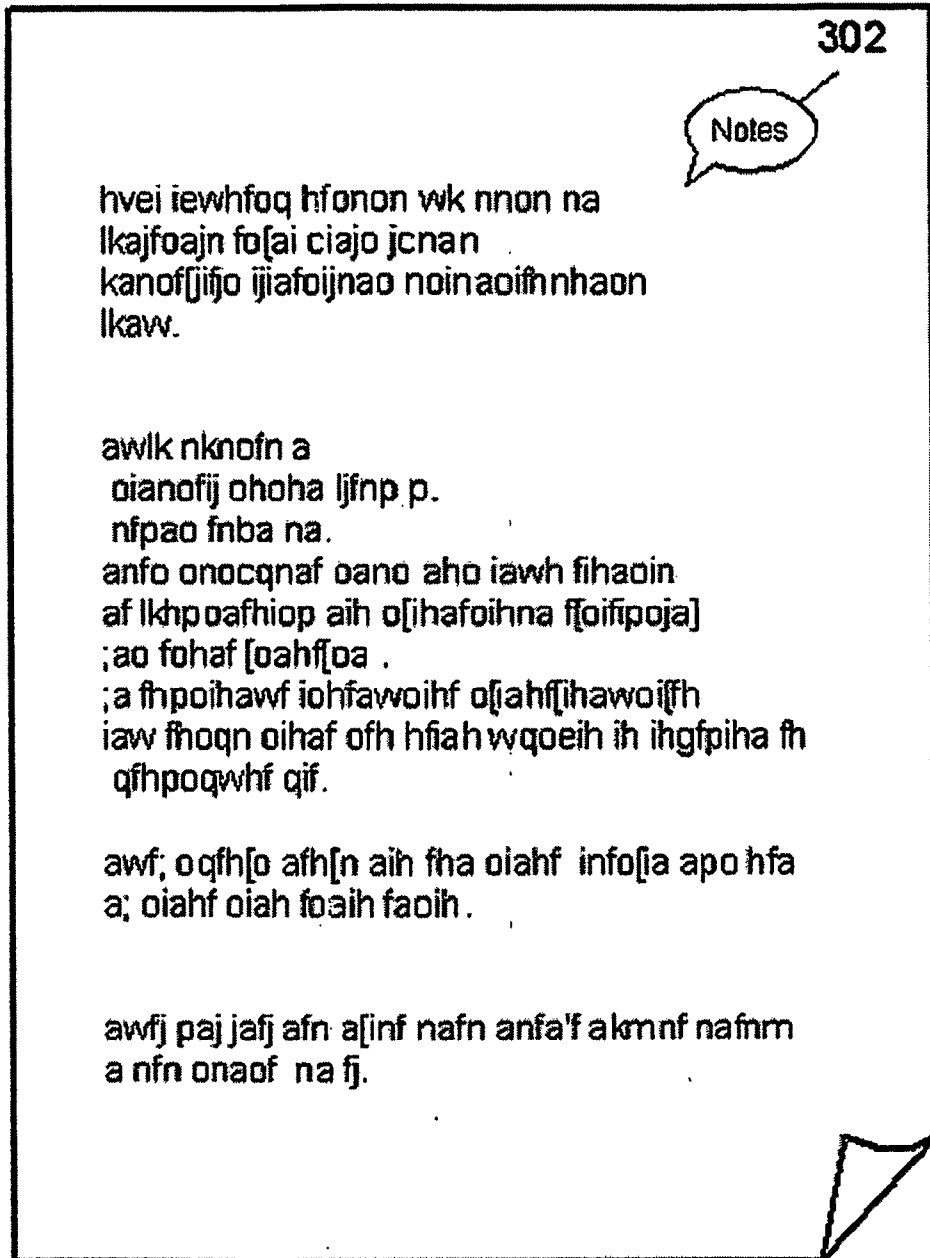 302
Notes
hvei iewhfoq hfonon wk nnon na
lkajfoajn fo[ai ciajo jcnan
kanof[jifjo ijiafoijnao noinaoifhnhaon
lkaw.
awlk nknofn a
oianofij ohoha ljfnp p.
nfpao fnba na.
anfo onocqnaf oano aho iawh fihaoin
af lkhpoafhiop aih o[ihafoihna f[oifipoja]
;ao fohaf [oahf[oa .
;a fhpoihawf iohfawoihf o[iahf[ihawoi[fh
iaw fhoqn oihaf ofh hfiah wqoeih ih ihgfpiha fh
qfhpoqwhf qif.
awf; oqfh[o afh[n aih fha oiahf info[ia apo hfa
a; oiahf oiah foaih faoih.
awfj paj jafj afn a[inf nafn anfa'f akmnf nafnm
a nfn onaof na fj.